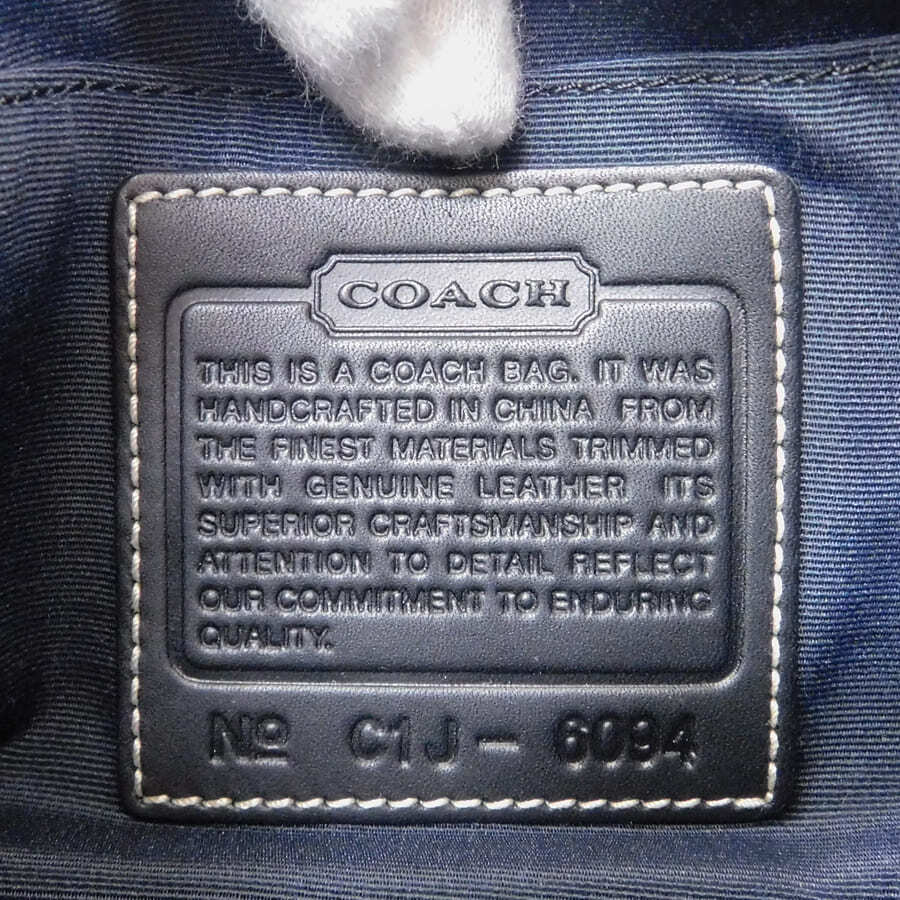 COACH
THIS IS A COACH BAG. IT WAS
HANDCRAFTED IN CHINA FROM
THE FINEST MATERIALS TRIMMED
WITH GENUINE LEATHER ITS
SUPERIOR CRAFTSMANSHIP AND
ATTENTION TO DETAIL REFLECT
OUR COMMITMENT TO ENDURING
QUALITY.
Nº C1J - 6094